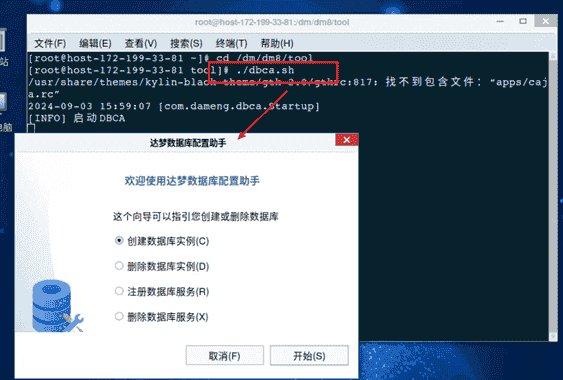 root@host-172-199-33-81:/dm/dm8/tool
文件(F) 编辑(E) 查看(V) 搜索(S) 终端(T) 帮助(H)
[root@host-172-199-33-81 ~]# cd /dm/dm8/tool
[root@host-172-199-33-81 tool]# ./dbca.sh
/usr/share/themes/kylin-black-theme/gtk-2.0/gtkrc:817: 找不到包含文件："apps/caj
a.rc"
2024-09-03 15:59:07 [com.dameng.dbca.Startup]
[INFO] 启动DBCA
站
电脑
达梦数据库配置助手
欢迎使用达梦数据库配置助手
这个向导可以指引您创建或删除数据库
创建数据库实例(C)
删除数据库实例(D)
注册数据库服务(R)
删除数据库服务(X)
取消(F) 开始(S)